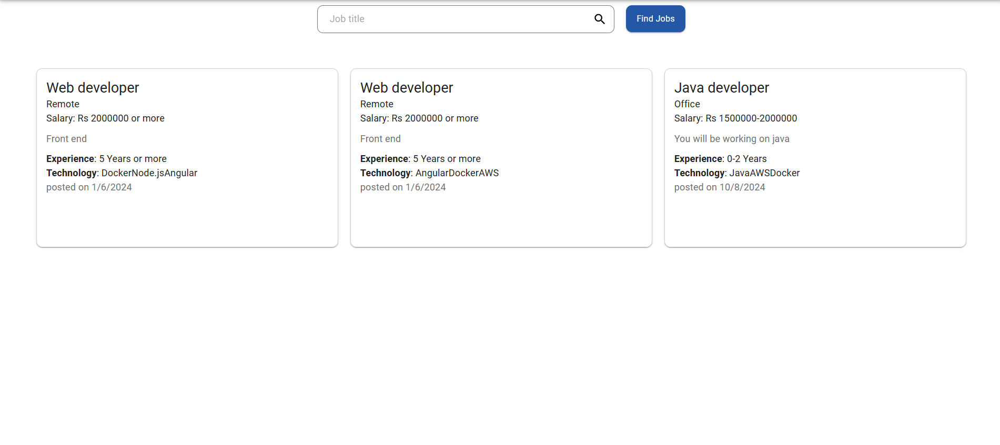 Job title
Find Jobs
Web developer
Remote
Salary: Rs 2000000 or more
Front end
Experience: 5 Years or more
Technology: DockerNode.jsAngular
posted on 1/6/2024
Web developer
Remote
Salary: Rs 2000000 or more
Front end
Experience: 5 Years or more
Technology: AngularDockerAWS
posted on 1/6/2024
Java developer
Office
Salary: Rs 1500000-2000000
You will be working on java
Experience: 0-2 Years
Technology: JavaAWSDocker
posted on 10/8/2024